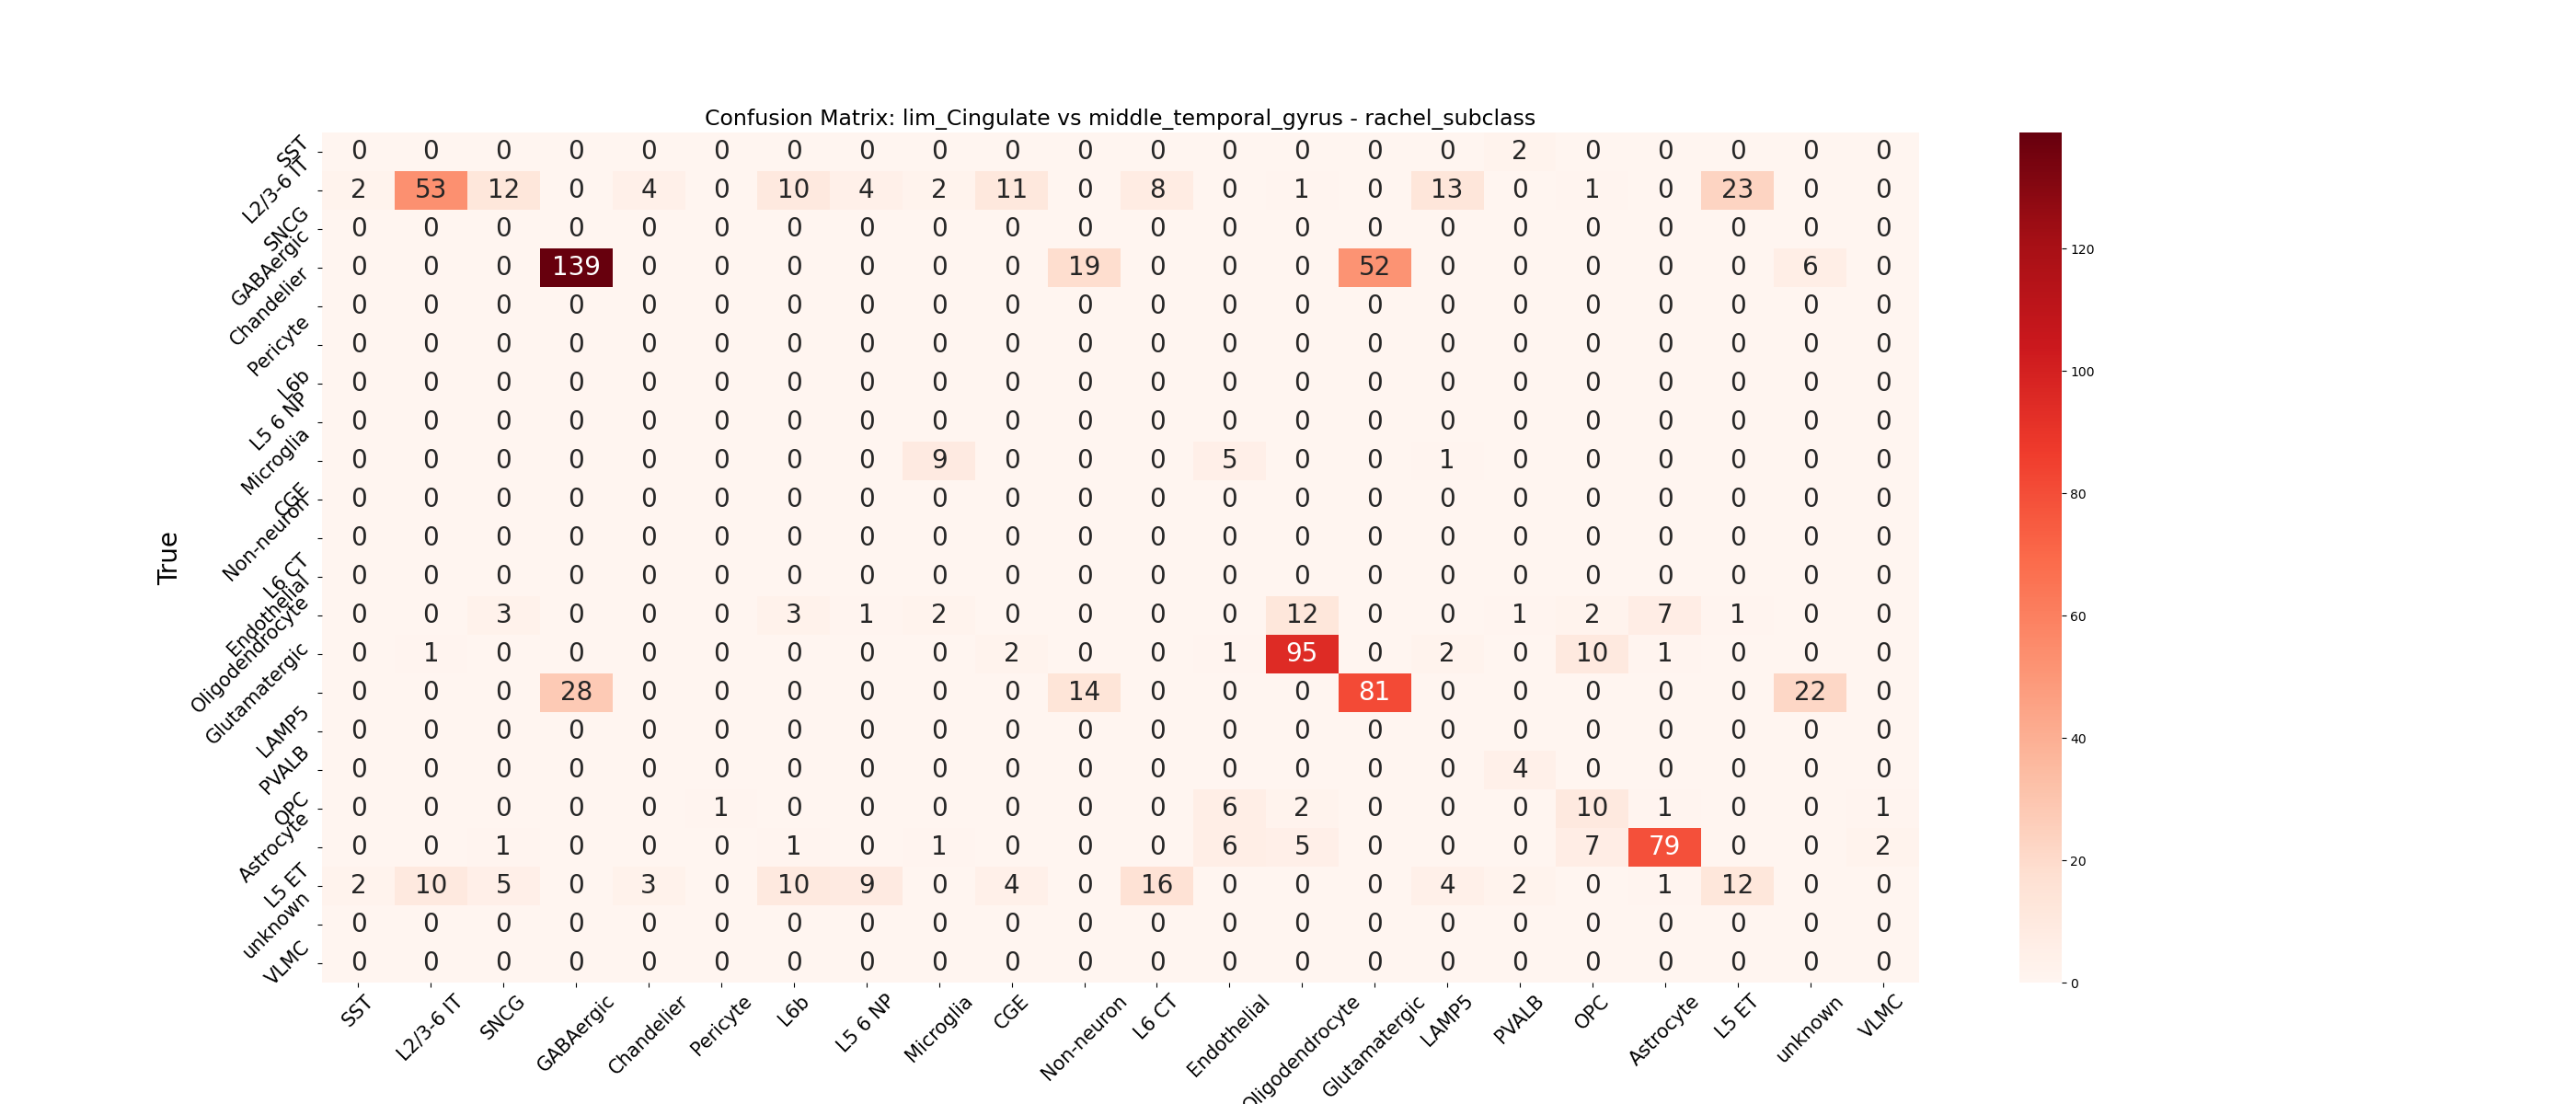 Confusion Matrix: lim_Cingulate vs middle_temporal_gyrus - rachel_subclass
True
SST 0 0 0 0 0 0 0 0 0 0 0 0 0 0 0 0 2 0 0 0 0 0
L2/3-6 IT 2 53 12 0 4 0 10 4 2 11 0 8 0 1 0 13 0 1 0 23 0 0
SNCG 0 0 0 0 0 0 0 0 0 0 0 0 0 0 0 0 0 0 0 0 0 0
GABAergic 0 0 0 139 0 0 0 0 0 0 19 0 0 0 52 0 0 0 0 0 6 0
Chandelier 0 0 0 0 0 0 0 0 0 0 0 0 0 0 0 0 0 0 0 0 0 0
Pericyte 0 0 0 0 0 0 0 0 0 0 0 0 0 0 0 0 0 0 0 0 0 0
L6b 0 0 0 0 0 0 0 0 0 0 0 0 0 0 0 0 0 0 0 0 0 0
L5 6 NP 0 0 0 0 0 0 0 0 0 0 0 0 0 0 0 0 0 0 0 0 0 0
Microglia 0 0 0 0 0 0 0 0 9 0 0 0 5 0 0 1 0 0 0 0 0 0
CGE 0 0 0 0 0 0 0 0 0 0 0 0 0 0 0 0 0 0 0 0 0 0
Non-neuron 0 0 0 0 0 0 0 0 0 0 0 0 0 0 0 0 0 0 0 0 0 0
L6 CT 0 0 0 0 0 0 0 0 0 0 0 0 0 0 0 0 0 0 0 0 0 0
Endothelial 0 0 3 0 0 0 3 1 2 0 0 0 0 12 0 0 1 2 7 1 0 0
Oligodendrocyte 0 1 0 0 0 0 0 0 0 2 0 0 1 95 0 2 0 10 1 0 0 0
Glutamatergic 0 0 0 28 0 0 0 0 0 0 14 0 0 0 81 0 0 0 0 0 22 0
LAMP5 0 0 0 0 0 0 0 0 0 0 0 0 0 0 0 0 0 0 0 0 0 0
PVALB 0 0 0 0 0 0 0 0 0 0 0 0 0 0 0 0 4 0 0 0 0 0
OPC 0 0 0 0 0 1 0 0 0 0 0 0 6 2 0 0 0 10 1 0 0 1
Astrocyte 0 0 1 0 0 0 1 0 1 0 0 0 6 5 0 0 0 7 79 0 0 2
L5 ET 2 10 5 0 3 0 10 9 0 4 0 16 0 0 0 4 2 0 1 12 0 0
unknown 0 0 0 0 0 0 0 0 0 0 0 0 0 0 0 0 0 0 0 0 0 0
VLMC 0 0 0 0 0 0 0 0 0 0 0 0 0 0 0 0 0 0 0 0 0 0
SST L2/3-6 IT SNCG GABAergic Chandelier Pericyte L6b L5 6 NP Microglia CGE Non-neuron L6 CT Endothelial Oligodendrocyte Glutamatergic LAMP5 PVALB OPC Astrocyte L5 ET unknown VLMC
120
100
80
60
40
20
0